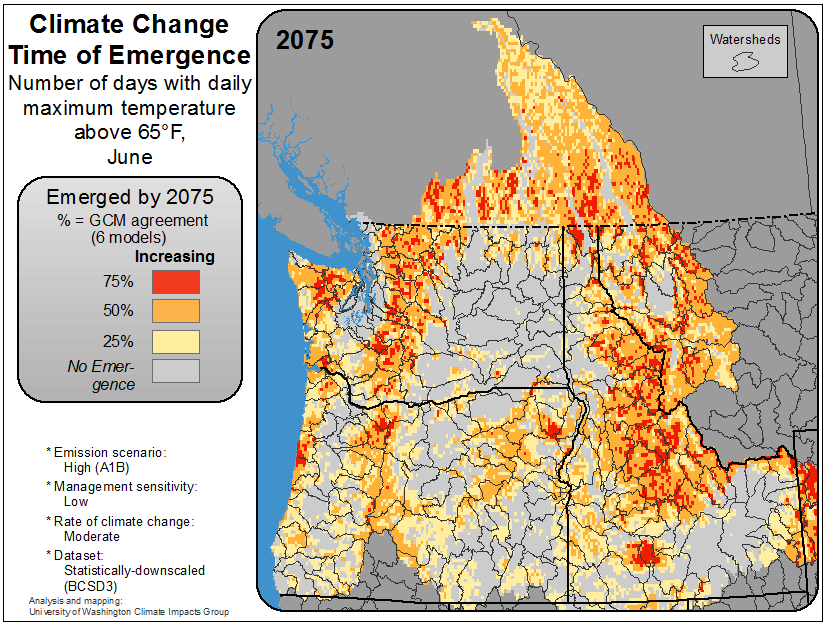 Climate Change
Time of Emergence
Number of days with daily
maximum temperature
above 65°F,
June
2075
Watersheds
Emerged by 2075
% = GCM agreement
(6 models)
Increasing
75%
50%
25%
No Emer-
gence
* Emission scenario:
High (A1B)
* Management sensitivity:
Low
* Rate of climate change:
Moderate
* Dataset:
Statistically-downscaled
(BCSD3)
Analysis and mapping:
University of Washington Climate Impacts Group